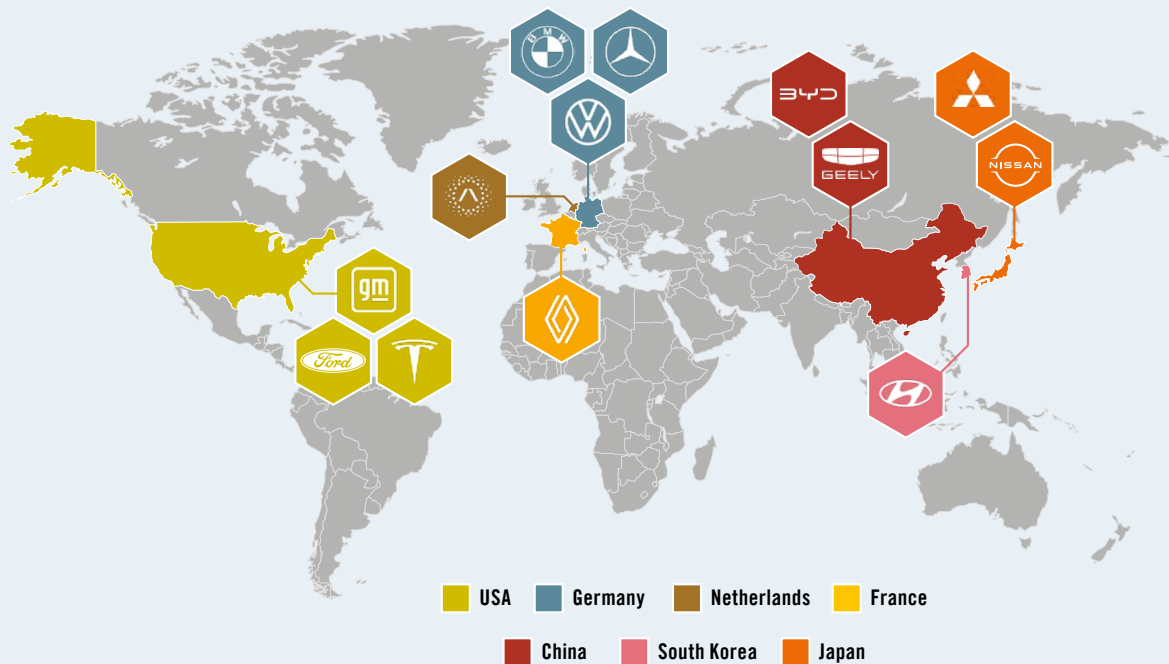 BMW
BYD
GEELY
NISSAN
gm
Ford
USA
Germany
Netherlands
France
China
South Korea
Japan